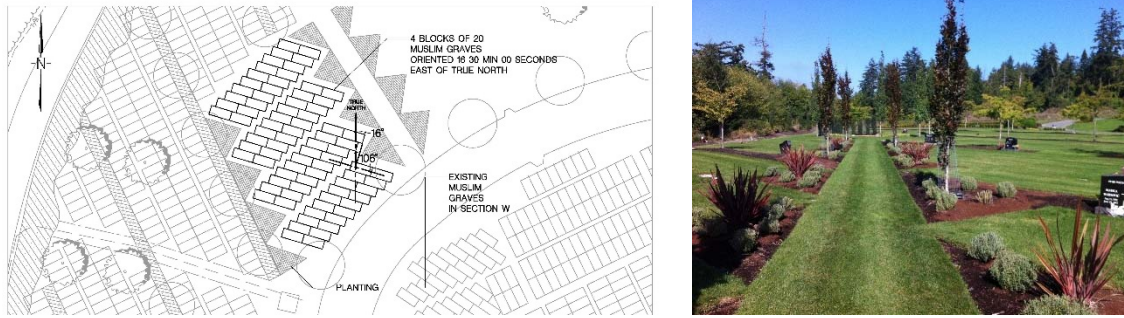 N
4 BLOCKS OF 20
MUSLIM GRAVES
ORIENTED 16 30 MIN 00 SECONDS
EAST OF TRUE NORTH
TRUE
NORTH
16°
106°
EXISTING
MUSLIM
GRAVES
IN SECTION W
PLANTING